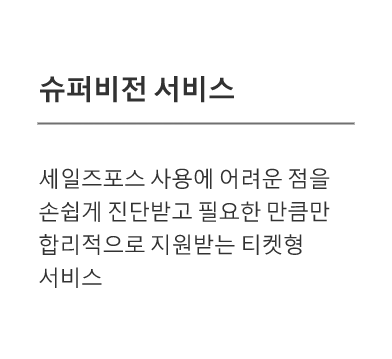 슈퍼비전 서비스
세일즈포스 사용에 어려운 점을
손쉽게 진단받고 필요한 만큼만
합리적으로 지원받는 티켓형
서비스